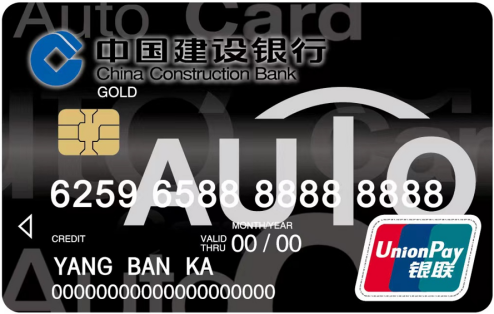 Auto Card
中国建设银行
China Construction Bank
GOLD
AUTO
6259 6588 8888 8888
MONTH/YEAR
CREDIT VALID THRU 00 / 00
YANG BAN KA
00000000000000000000000
UnionPay
银联